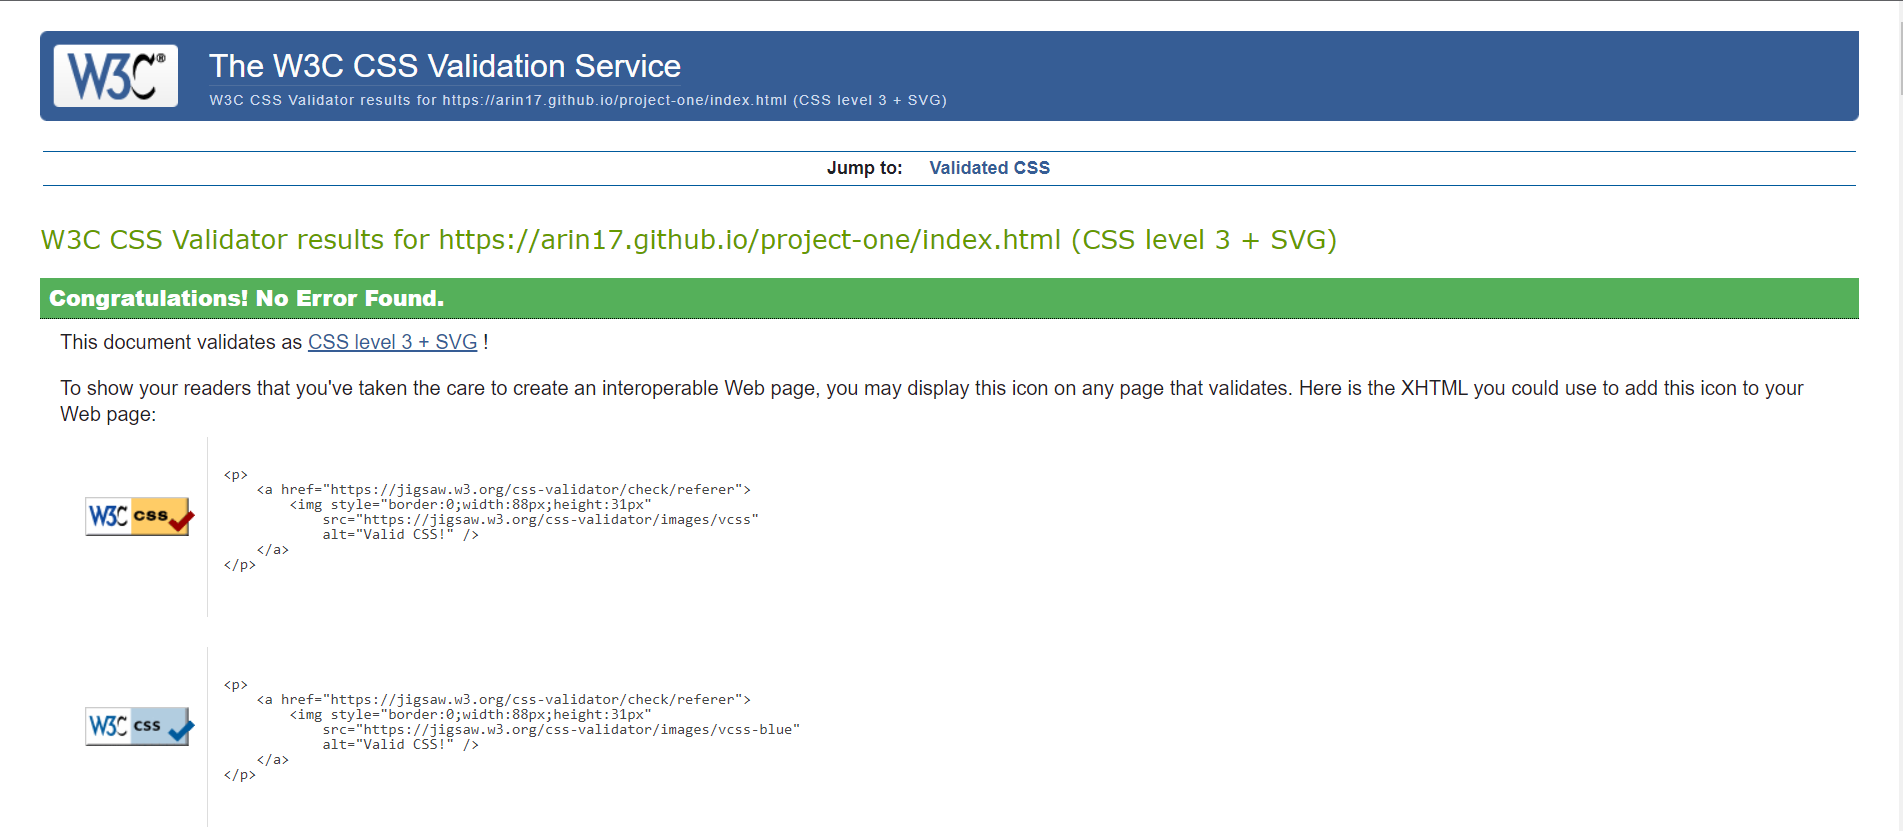 W3C®
The W3C CSS Validation Service
W3C CSS Validator results for https://arin17.github.io/project-one/index.html (CSS level 3 + SVG)
Jump to: Validated CSS
W3C CSS Validator results for https://arin17.github.io/project-one/index.html (CSS level 3 + SVG)
Congratulations! No Error Found.
This document validates as CSS level 3 + SVG !
To show your readers that you've taken the care to create an interoperable Web page, you may display this icon on any page that validates. Here is the XHTML you could use to add this icon to your
Web page:
W3C css
<p>
    <a href="https://jigsaw.w3.org/css-validator/check/referer">
        <img style="border:0;width:88px;height:31px"
            src="https://jigsaw.w3.org/css-validator/images/vcss"
            alt="Valid CSS!" />
    </a>
</p>
W3C css
<p>
    <a href="https://jigsaw.w3.org/css-validator/check/referer">
        <img style="border:0;width:88px;height:31px"
            src="https://jigsaw.w3.org/css-validator/images/vcss-blue"
            alt="Valid CSS!" />
    </a>
</p>